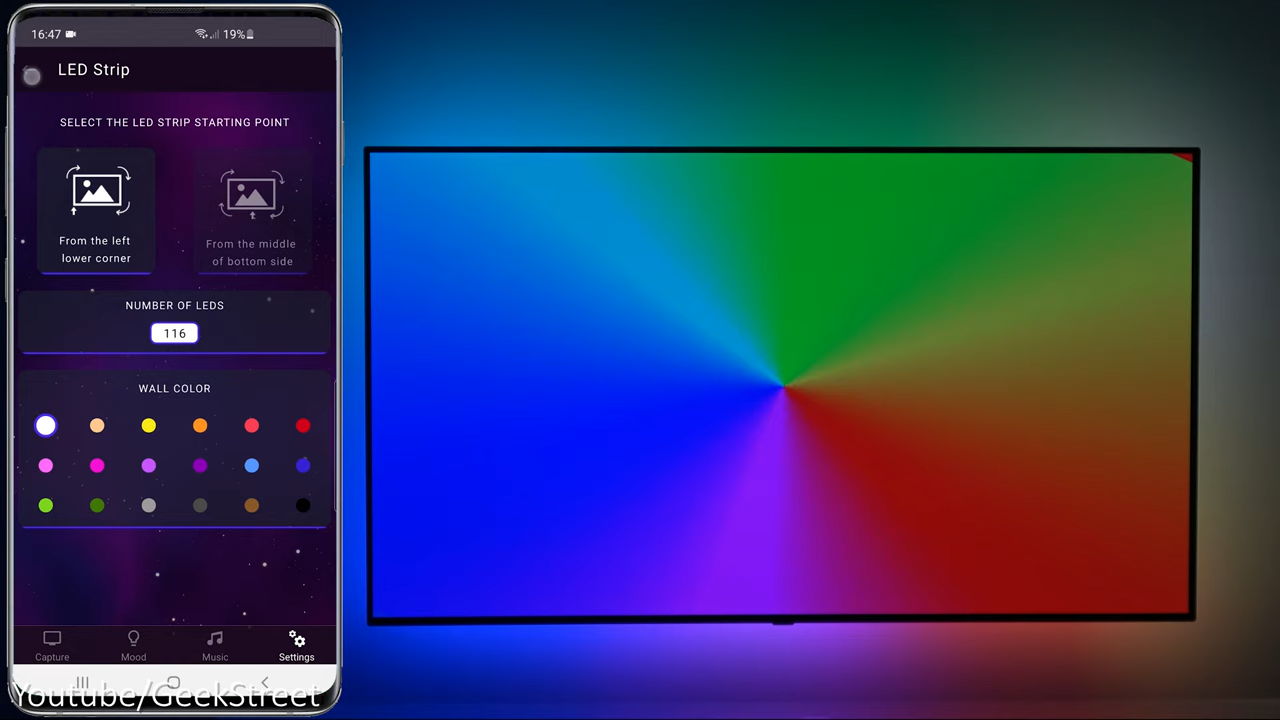 16:47
19%
LED Strip
SELECT THE LED STRIP STARTING POINT
From the left
lower corner
From the middle
of bottom side
NUMBER OF LEDS
116
WALL COLOR
Capture
Mood
Music
Settings
Youtube/GeekStreet